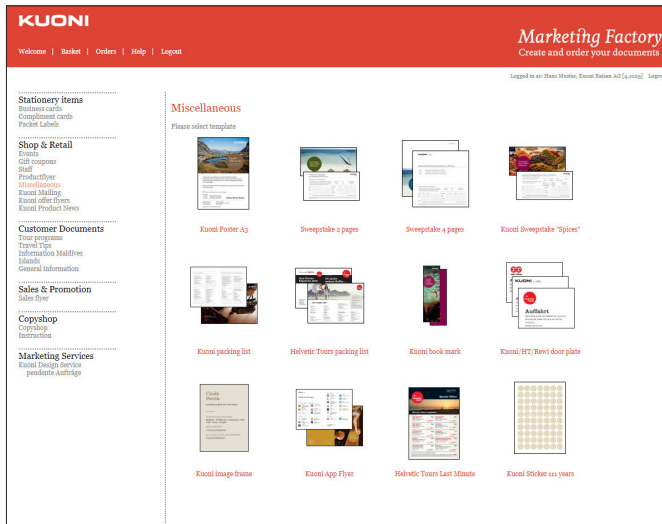 KUONI
Welcome | Basket | Orders | Help | Logout
Marketing Factory
Create and order your documents
Logged in as: Hans Muster, Kuoni Reisen AG [4,1003] Logou
Stationery items
Business cards
Compliment cards
Packet Labels
Shop & Retail
Events
Gift coupons
Staff
Productflyer
Miscellaneous
Kuoni Mailing
Kuoni offer flyers
Kuoni Product News
Customer Documents
Tour programs
Travel Tips
Information Maldives
Islands
General information
Sales & Promotion
Sales flyer
Copyshop
Copyshop
Instruction
Marketing Services
Kuoni Design Service
pendente Aufträge
Miscellaneous
Please select template
Kuoni Poster A3
Sweepstake 2 pages
Sweepstake 4 pages
Kuoni Sweepstake "Spices"
Kuoni packing list
Helvetic Tours packing list
Kuoni book mark
KUONI
Auffahrt
Kuoni/HT/Rewi door plate
Kuoni image frame
Kuoni App Flyer
Helvetic Tours Last Minute
Kuoni Sticker 111 years